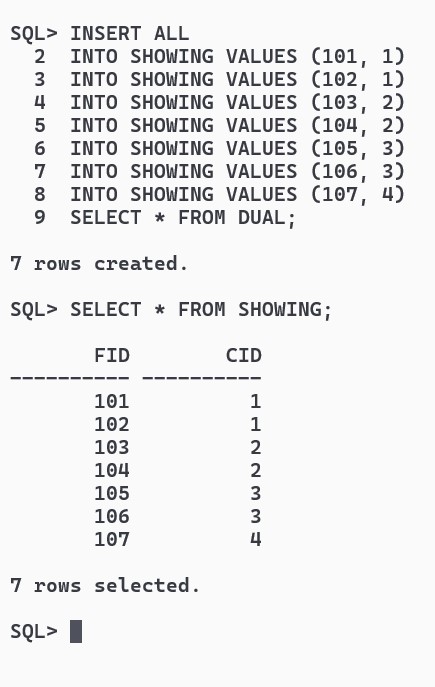 SQL> INSERT ALL
  2  INTO SHOWING VALUES (101, 1)
  3  INTO SHOWING VALUES (102, 1)
  4  INTO SHOWING VALUES (103, 2)
  5  INTO SHOWING VALUES (104, 2)
  6  INTO SHOWING VALUES (105, 3)
  7  INTO SHOWING VALUES (106, 3)
  8  INTO SHOWING VALUES (107, 4)
  9  SELECT * FROM DUAL;

7 rows created.

SQL> SELECT * FROM SHOWING;

       FID        CID
---------- ----------
       101          1
       102          1
       103          2
       104          2
       105          3
       106          3
       107          4

7 rows selected.

SQL>